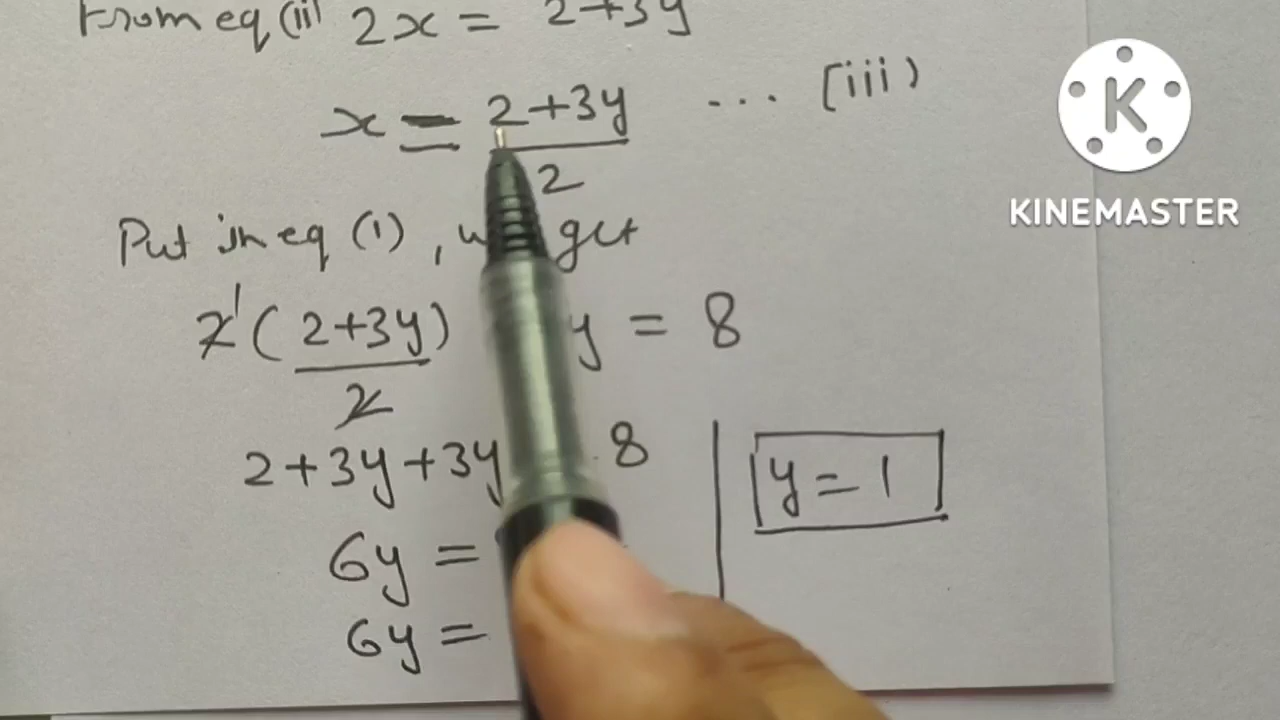 From eq (ii) 2x = 2+3y
x = 2+3y ... (iii)
2
Put in eq (1), we get
2 1 ( 2+3y ) y = 8
2
2+3y+3y 8
6y =
6y =
y = 1
K
KINEMASTER